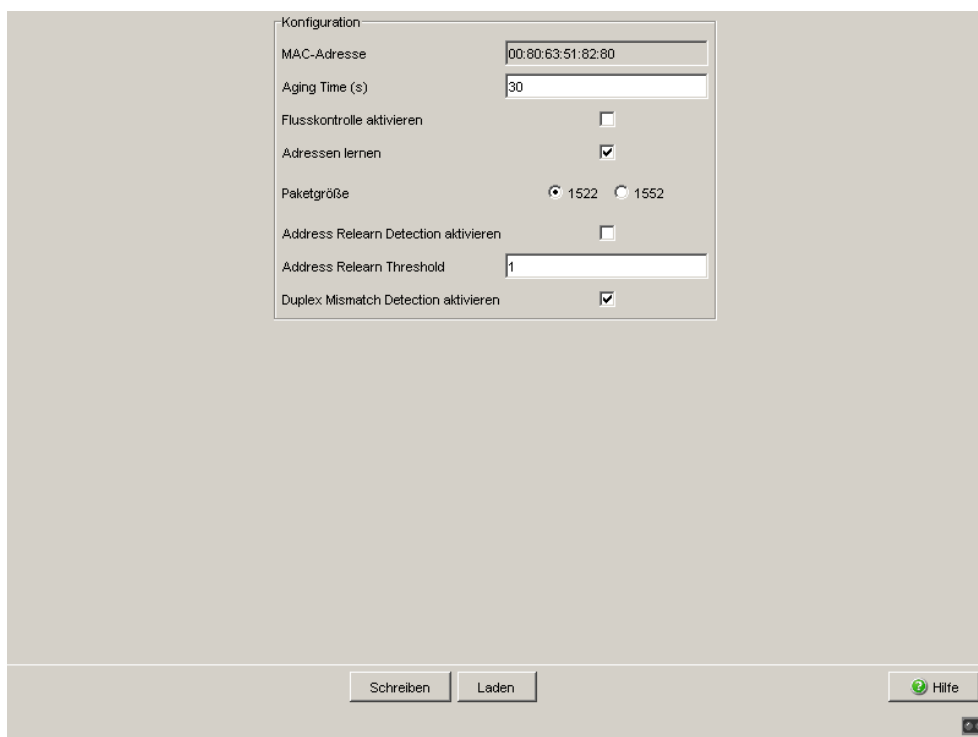 Konfiguration
MAC-Adresse 00:80:63:51:82:80
Aging Time (s) 30
Flusskontrolle aktivieren
Adressen lernen
Paketgröße 1522 1552
Address Relearn Detection aktivieren
Address Relearn Threshold 1
Duplex Mismatch Detection aktivieren
Schreiben Laden Hilfe